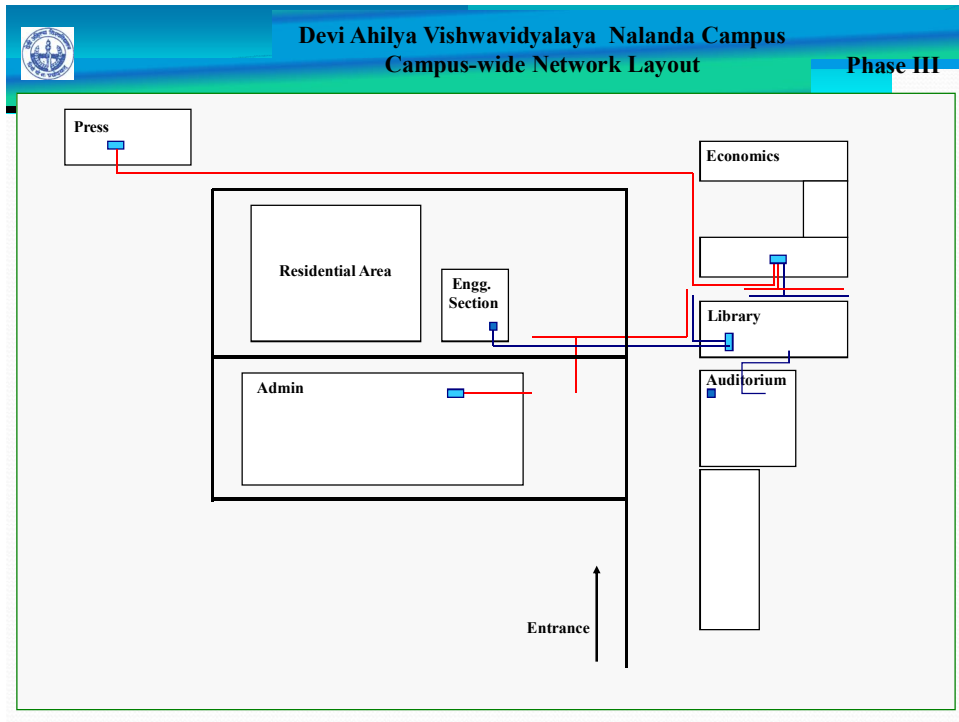 Devi Ahilya Vishwavidyalaya Nalanda Campus
Campus-wide Network Layout
Phase III
Press
Economics
Residential Area
Engg.
Section
Library
Admin
Auditorium
Entrance